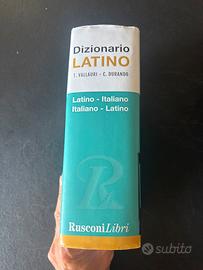 Dizionario
LATINO
T. VALLAURI - C. DURANDO
Latino - Italiano
Italiano - Latino
R
RusconiLibri
subito